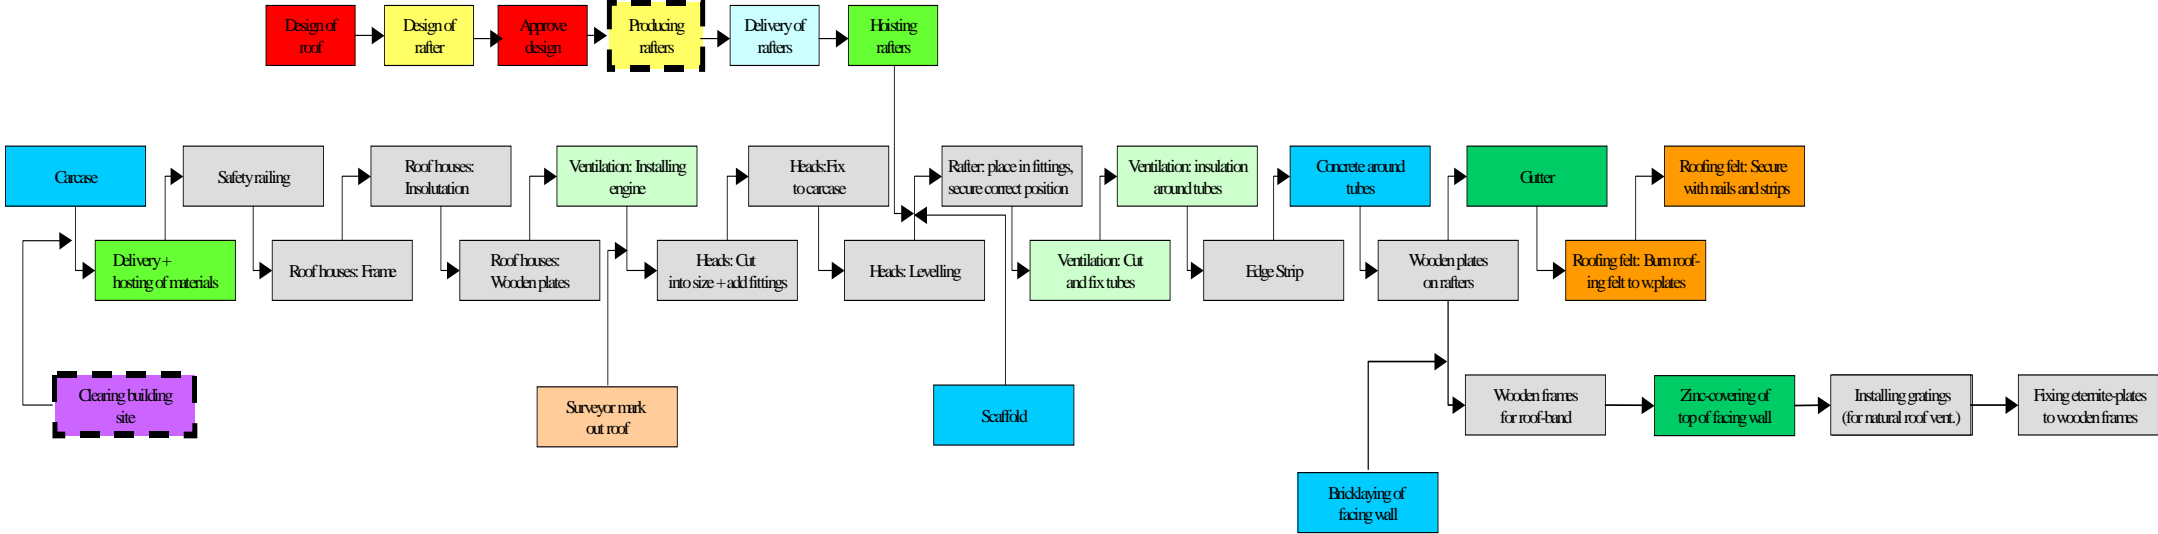 Design of
roof
Design of
rafter
Approve
design
Producing
rafters
Delivery of
rafters
Hoisting
rafters
Carcase
Safety railing
Roof houses:
Insolutation
Ventilation: Installing
engine
Heads:Fix
to carcase
Rafter: place in fittings,
secure correct position
Ventilation: insulation
around tubes
Concrete around
tubes
Gutter
Roofing felt: Secure
with nails and strips
Delivery +
hosting of materials
Roof houses: Frame
Roof houses:
Wooden plates
Heads: Cut
into size + add fittings
Heads: Levelling
Ventilation: Cut
and fix tubes
Edge Strip
Wooden plates
on rafters
Roofing felt: Burn roof-
ing felt to w.plates
Clearing building
site
Surveyor mark
out roof
Scaffold
Wooden frames
for roof-band
Zinc-covering of
top of facing wall
Installing gratings
(for natural roof vent.)
Fixing eternite-plates
to wooden frames
Bricklaying of
facing wall